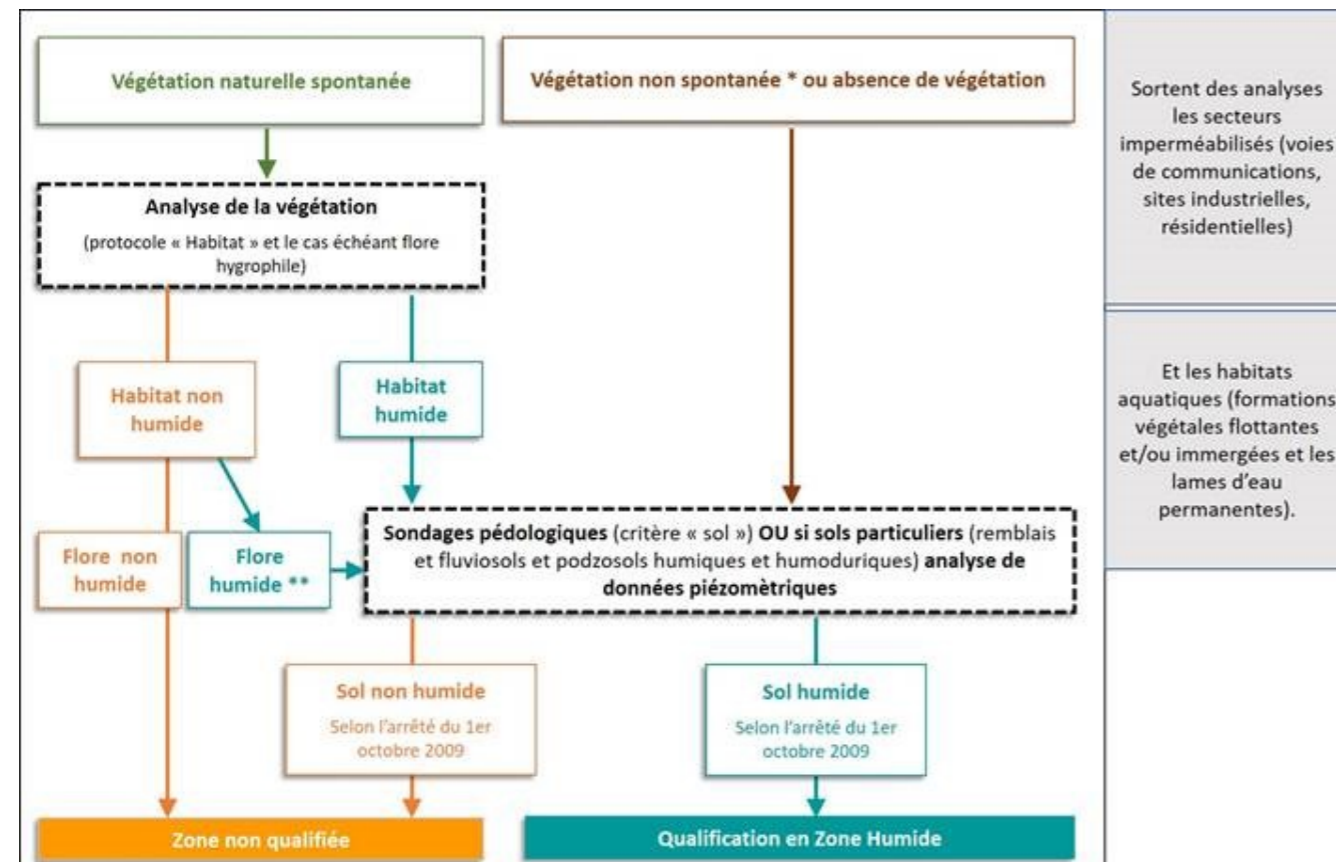 Végétation naturelle spontanée
Végétation non spontanée * ou absence de végétation
Analyse de la végétation
(protocole « Habitat » et le cas échéant flore
hygrophile)
Habitat non
humide
Habitat
humide
Flore non
humide
Flore
humide **
Sondages pédologiques (critère « sol ») OU si sols particuliers (remblais
et fluviosols et podzosols humiques et humoduriques) analyse de
données piézomètriques
Sol non humide
Selon l'arrêté du 1er
octobre 2009
Sol humide
Selon l'arrêté du 1er
octobre 2009
Zone non qualifiée
Qualification en Zone Humide
Sortent des analyses
les secteurs
imperméabilisés (voies
de communications,
sites industrielles,
résidentielles)
Et les habitats
aquatiques (formations
végétales flottantes
et/ou immergées et les
lames d'eau
permanentes).